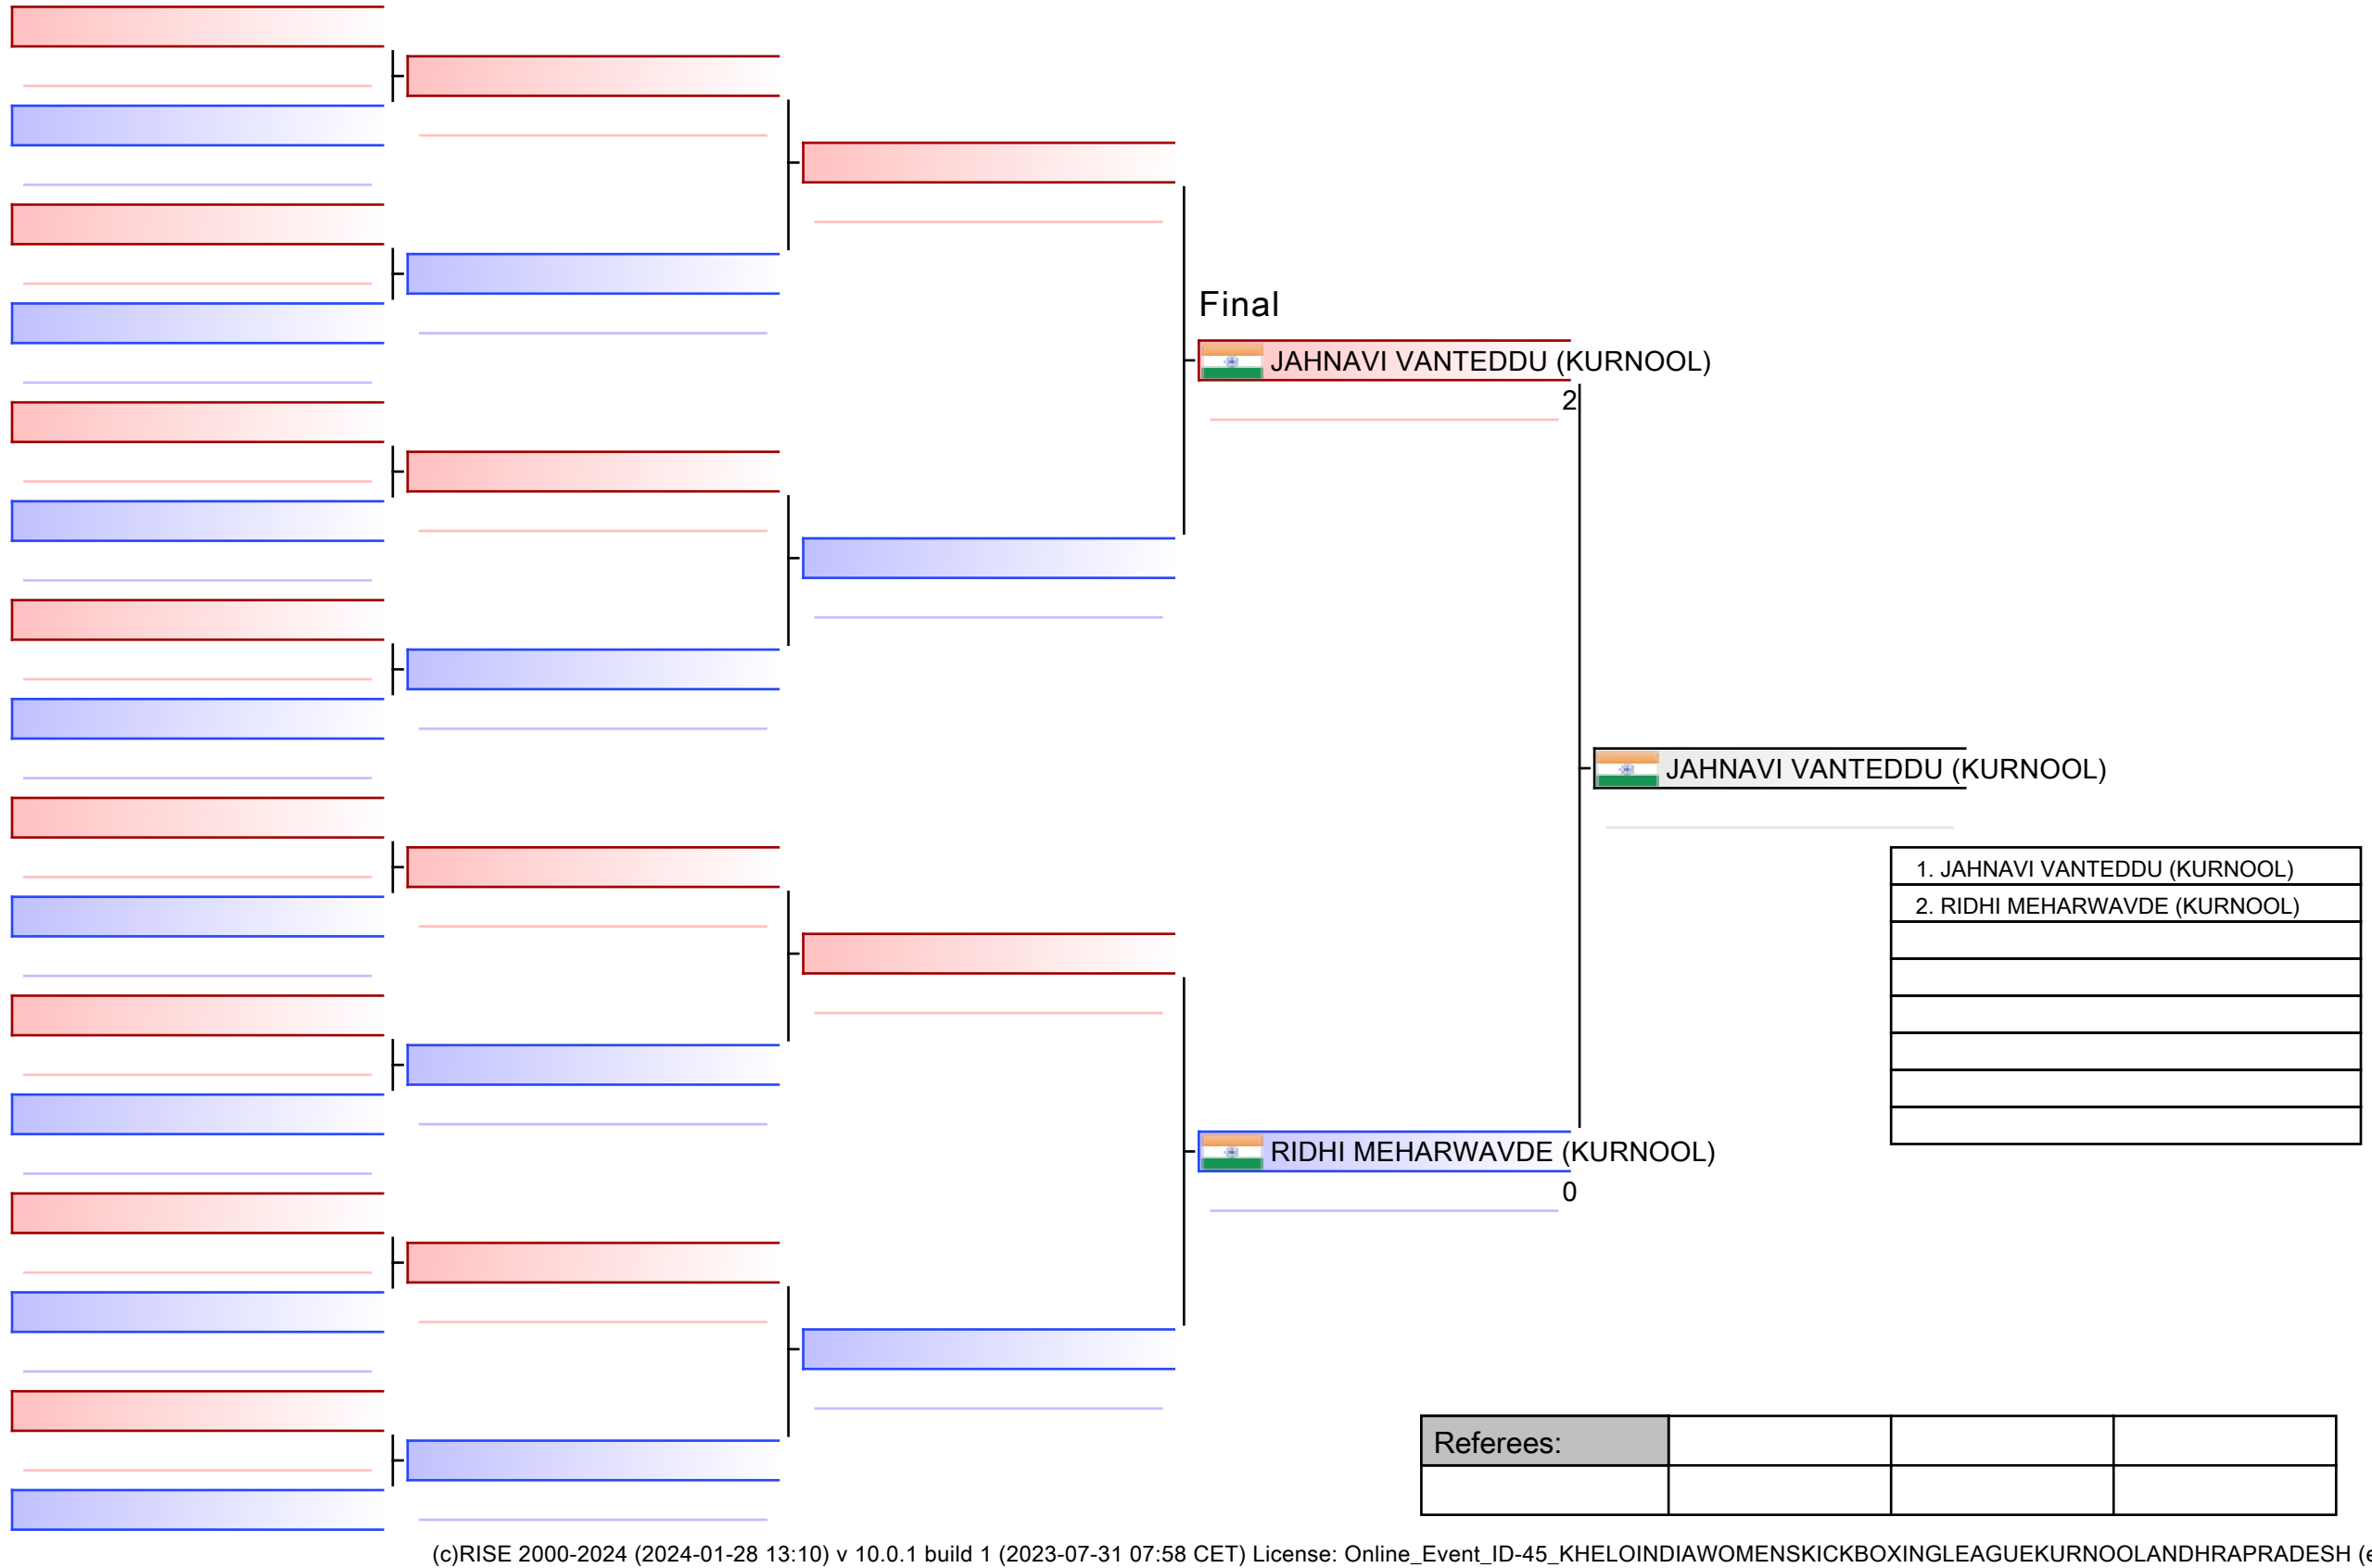 Final
JAHNAVI VANTEDDU (KURNOOL)
2
JAHNAVI VANTEDDU (KURNOOL)
1. JAHNAVI VANTEDDU (KURNOOL)
2. RIDHI MEHARWAVDE (KURNOOL)
RIDHI MEHARWAVDE (KURNOOL)
0
Referees:
(c)RISE 2000-2024 (2024-01-28 13:10) v 10.0.1 build 1 (2023-07-31 07:58 CET) License: Online_Event_ID-45_KHELOINDIAWOMENSKICKBOXINGLEAGUEKURNOOLANDHRAPRADESH